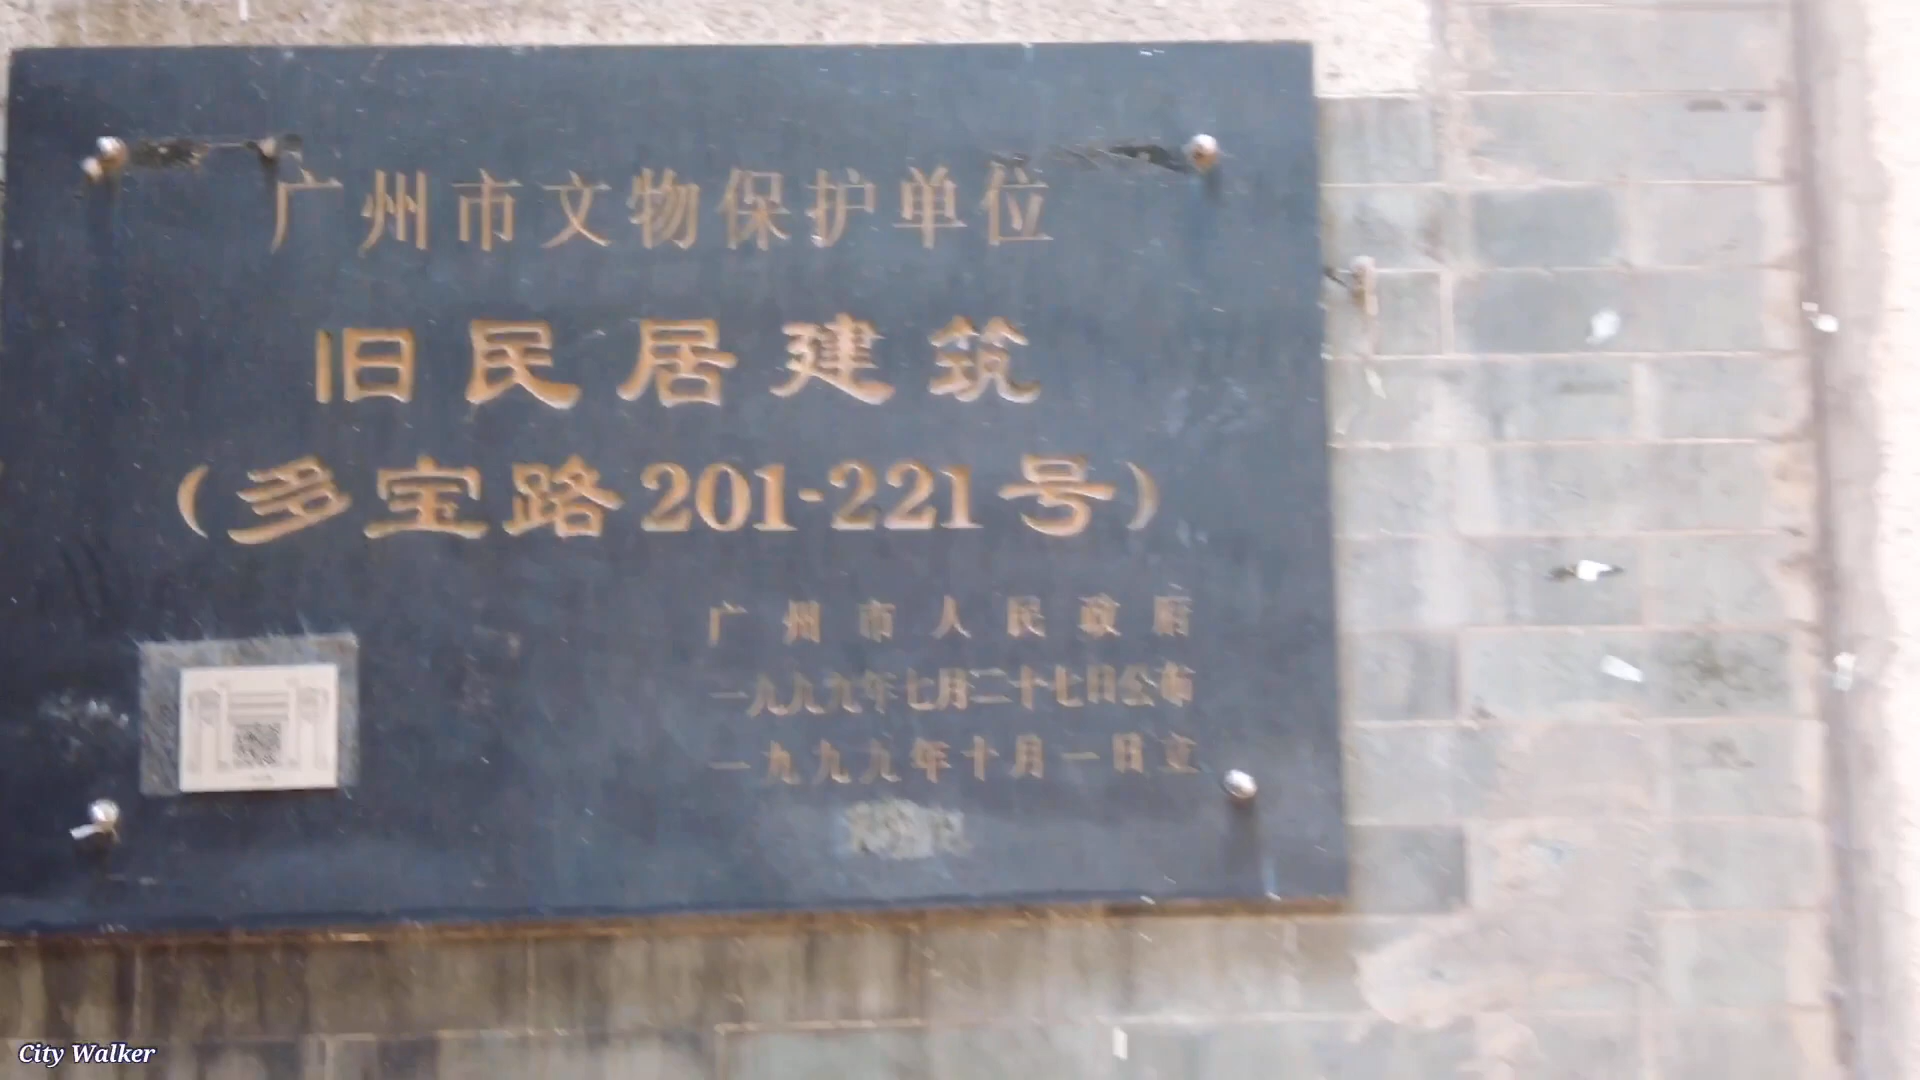 广州市文物保护单位
旧民居建筑
(多宝路201-221号)
广州市人民政府
一九九九年七月二十七日公布
一九九九年十月一日立
City Walker